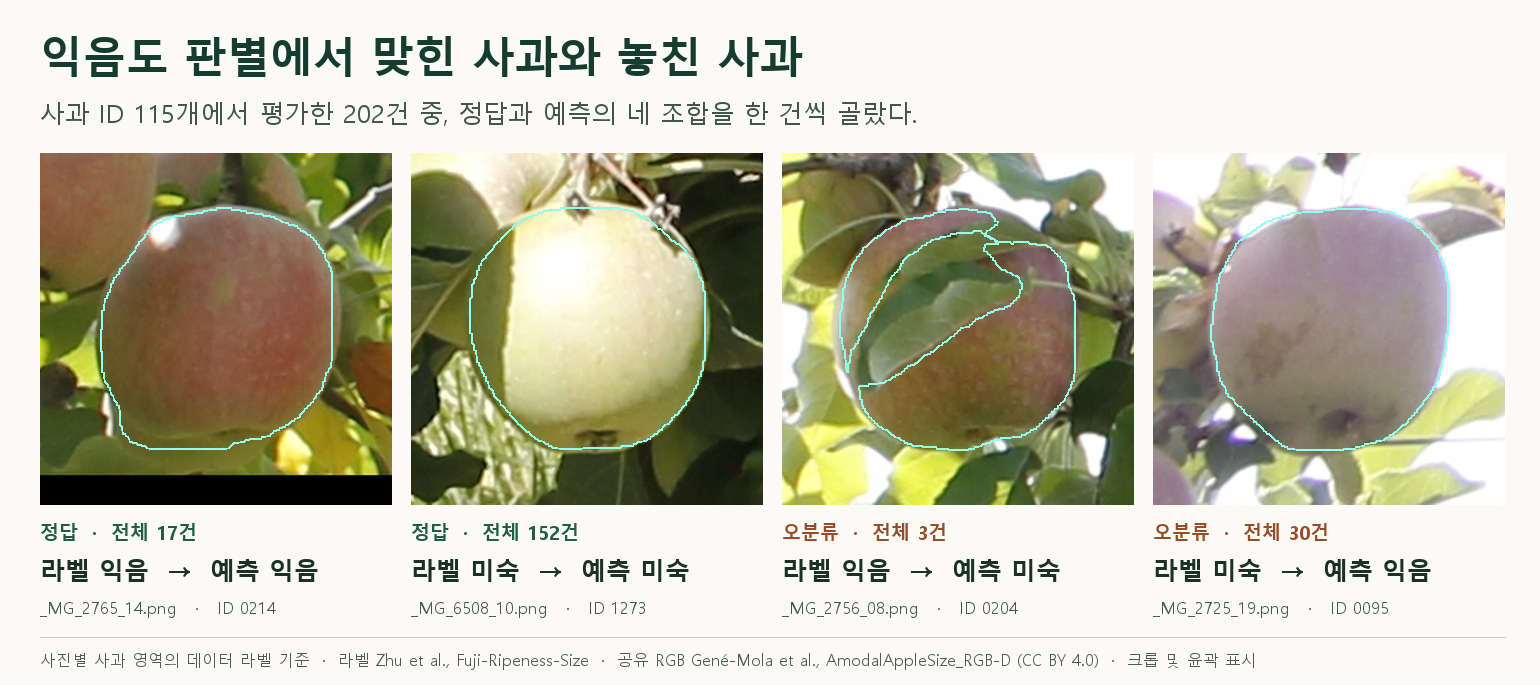 익음도 판별에서 맞힌 사과와 놓친 사과
사과 ID 115개에서 평가한 202건 중, 정답과 예측의 네 조합을 한 건씩 골랐다.
정답 · 전체 17건
라벨 익음 → 예측 익음
_MG_2765_14.png · ID 0214
정답 · 전체 152건
라벨 미숙 → 예측 미숙
_MG_6508_10.png · ID 1273
오분류 · 전체 3건
라벨 익음 → 예측 미숙
_MG_2756_08.png · ID 0204
오분류 · 전체 30건
라벨 미숙 → 예측 익음
_MG_2725_19.png · ID 0095
사진별 사과 영역의 데이터 라벨 기준 · 라벨 Zhu et al., Fuji-Ripeness-Size · 공유 RGB Gené-Mola et al., AmodalAppleSize_RGB-D (CC BY 4.0) · 크롭 및 윤곽 표시